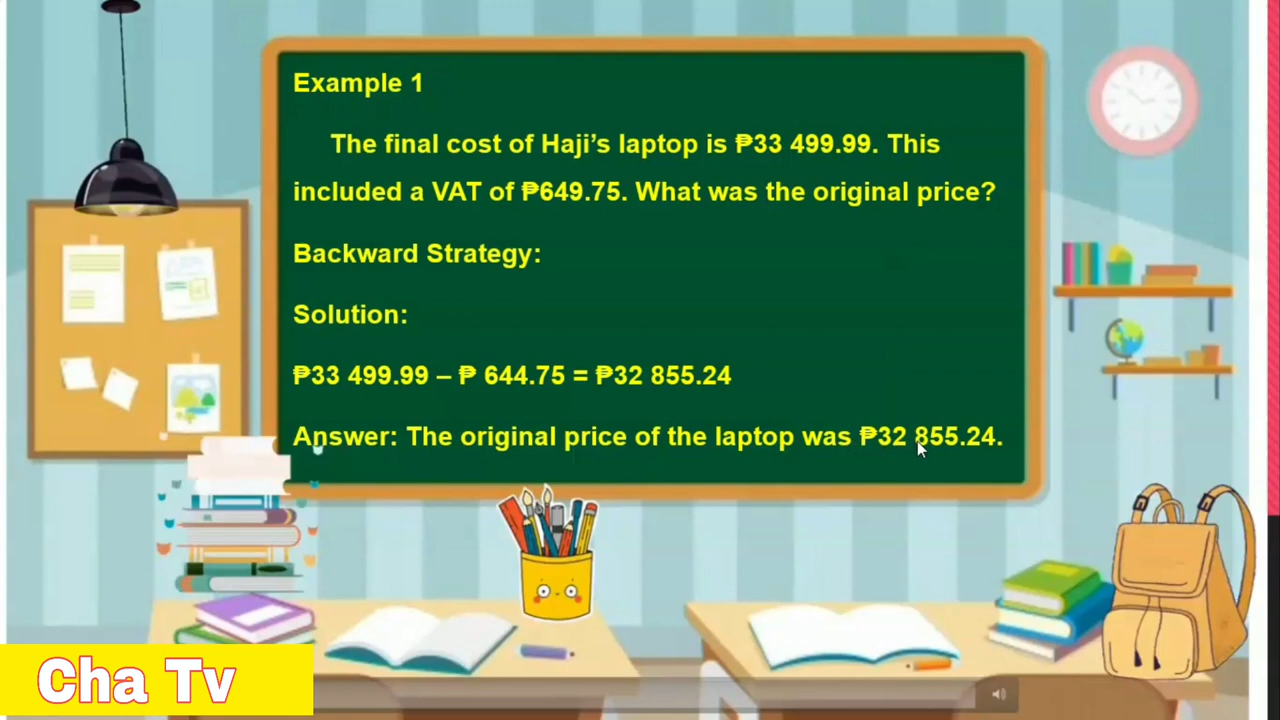 Example 1
The final cost of Haji’s laptop is ₱33 499.99. This
included a VAT of ₱649.75. What was the original price?
Backward Strategy:
Solution:
₱33 499.99 – ₱ 644.75 = ₱32 855.24
Answer: The original price of the laptop was ₱32 855.24.
Cha Tv